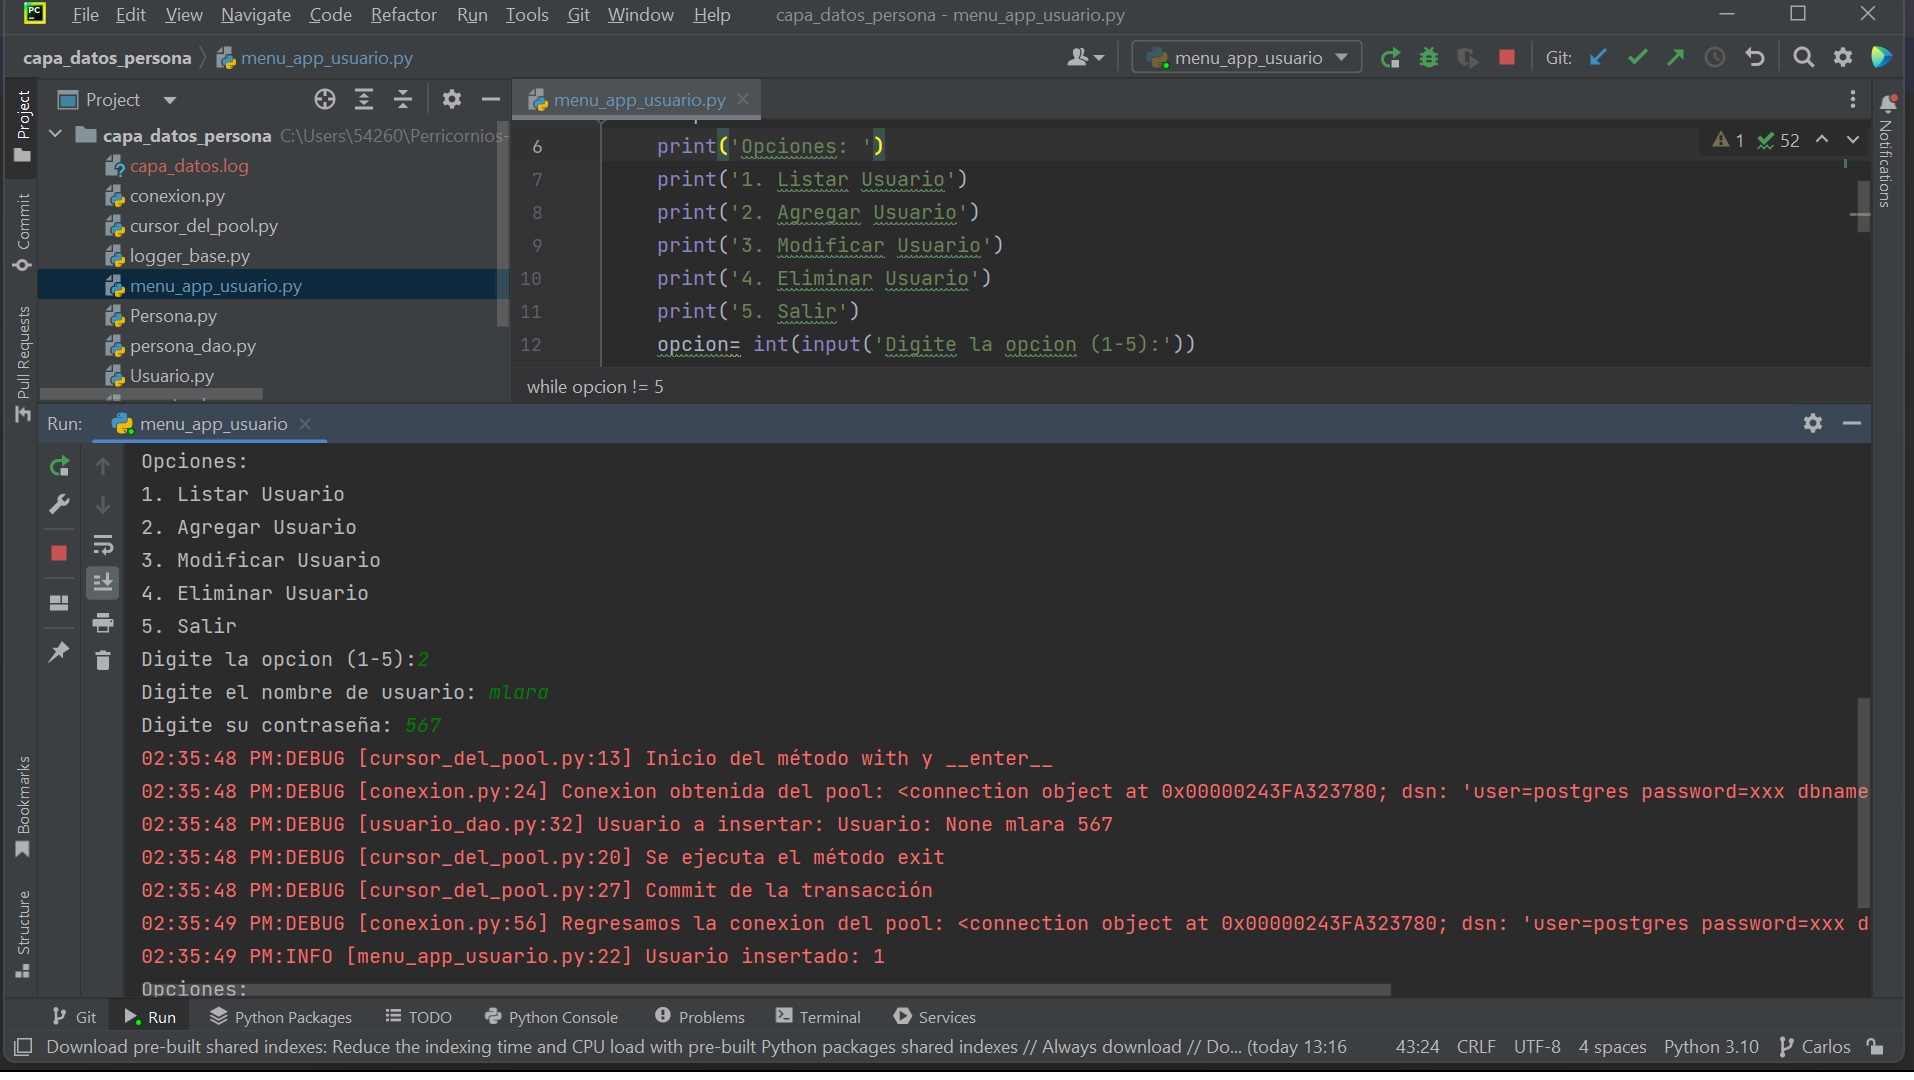 PC File Edit View Navigate Code Refactor Run Tools Git Window Help capa_datos_persona - menu_app_usuario.py
capa_datos_persona menu_app_usuario.py menu_app_usuario Git:
Project
Commit
Pull Requests
Bookmarks
Structure
Notifications
Project
capa_datos_persona C:\Users\54260\Perricornios-
capa_datos.log
conexion.py
cursor_del_pool.py
logger_base.py
menu_app_usuario.py
Persona.py
persona_dao.py
Usuario.py
menu_app_usuario.py
1 52
6 print('Opciones: ')
7 print('1. Listar Usuario')
8 print('2. Agregar Usuario')
9 print('3. Modificar Usuario')
10 print('4. Eliminar Usuario')
11 print('5. Salir')
12 opcion= int(input('Digite la opcion (1-5):'))
while opcion != 5
Run: menu_app_usuario
Opciones:
1. Listar Usuario
2. Agregar Usuario
3. Modificar Usuario
4. Eliminar Usuario
5. Salir
Digite la opcion (1-5):2
Digite el nombre de usuario: mlara
Digite su contraseña: 567
02:35:48 PM:DEBUG [cursor_del_pool.py:13] Inicio del método with y __enter__
02:35:48 PM:DEBUG [conexion.py:24] Conexion obtenida del pool: <connection object at 0x00000243FA323780; dsn: 'user=postgres password=xxx dbname
02:35:48 PM:DEBUG [usuario_dao.py:32] Usuario a insertar: Usuario: None mlara 567
02:35:48 PM:DEBUG [cursor_del_pool.py:20] Se ejecuta el método exit
02:35:48 PM:DEBUG [cursor_del_pool.py:27] Commit de la transacción
02:35:49 PM:DEBUG [conexion.py:56] Regresamos la conexion del pool: <connection object at 0x00000243FA323780; dsn: 'user=postgres password=xxx d
02:35:49 PM:INFO [menu_app_usuario.py:22] Usuario insertado: 1
Opciones:
Git Run Python Packages TODO Python Console Problems Terminal Services
Download pre-built shared indexes: Reduce the indexing time and CPU load with pre-built Python packages shared indexes // Always download // Do... (today 13:16 43:24 CRLF UTF-8 4 spaces Python 3.10 Carlos